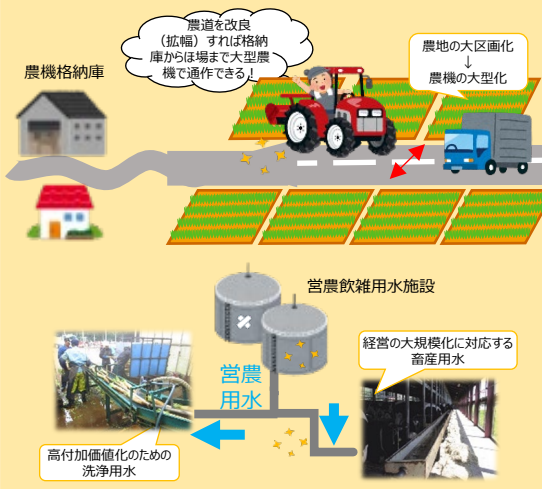 農道を改良
（拡幅）すれば格納
庫からほ場まで大型農
機で通作できる！
農地の大区画化
↓
農機の大型化
農機格納庫
営農飲雑用水施設
経営の大規模化に対応する
畜産用水
営農
用水
高付加価値化のための
洗浄用水